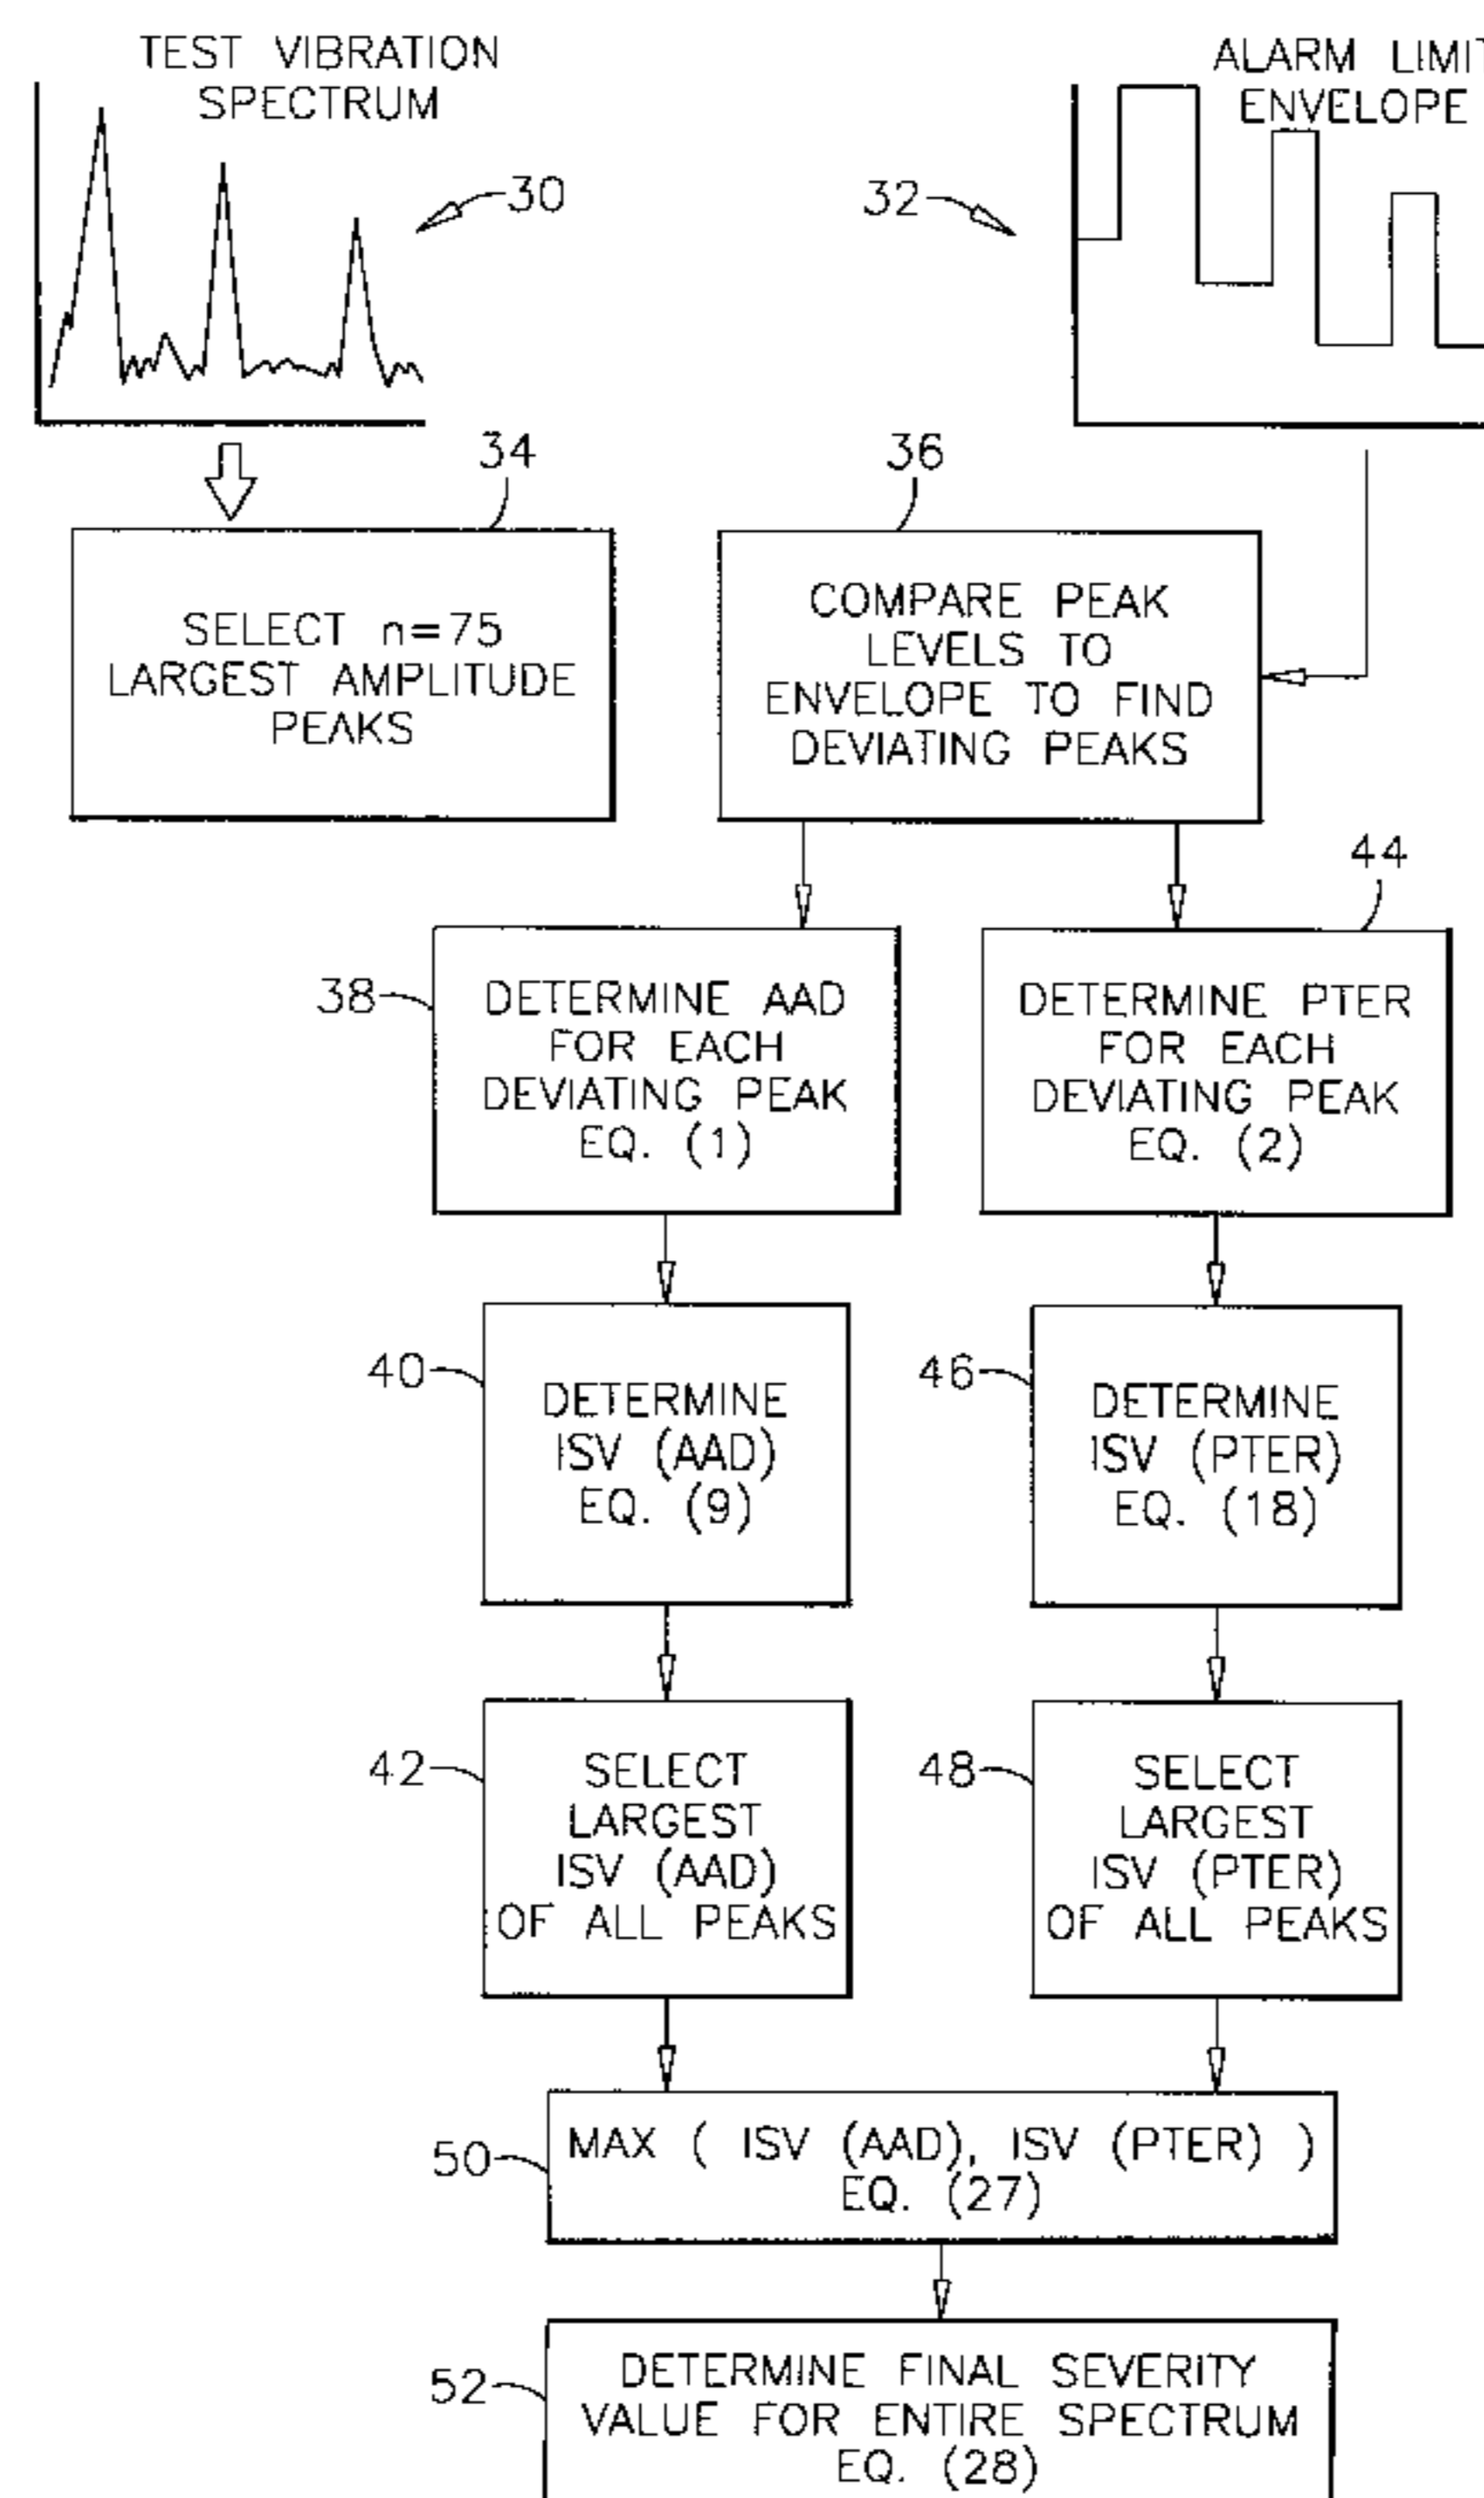 TEST VIBRATION
SPECTRUM
30
ALARM LIMIT
ENVELOPE
32
34
SELECT n=75
LARGEST AMPLITUDE
PEAKS
36
COMPARE PEAK
LEVELS TO
ENVELOPE TO FIND
DEVIATING PEAKS
38
DETERMINE AAD
FOR EACH
DEVIATING PEAK
EQ. (1)
44
DETERMINE PTER
FOR EACH
DEVIATING PEAK
EQ. (2)
40
DETERMINE
ISV (AAD)
EQ. (9)
46
DETERMINE
ISV (PTER)
EQ. (18)
42
SELECT
LARGEST
ISV (AAD)
OF ALL PEAKS
48
SELECT
LARGEST
ISV (PTER)
OF ALL PEAKS
50
MAX ( ISV (AAD), ISV (PTER) )
EQ. (27)
52
DETERMINE FINAL SEVERITY
VALUE FOR ENTIRE SPECTRUM
EQ. (28)